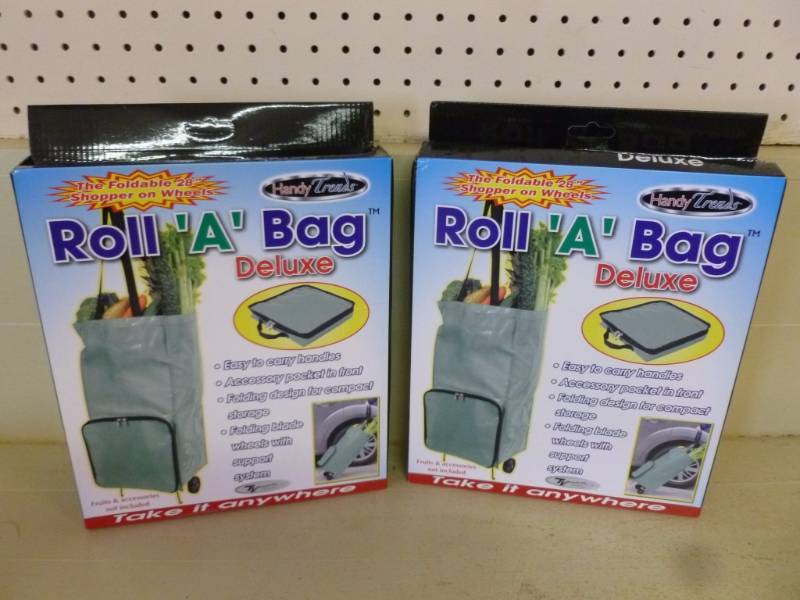 The Foldable 28" Shopper on Wheels
Handy Trends
Roll 'A' Bag™
Deluxe
• Easy to carry handles
• Accessory pocket in front
• Folding design for compact
storage
• Folding blade
wheels with
support
system
Fruits & accessories
not included
Take it anywhere
Deluxe
The Foldable 28"
Shopper on Wheels
Handy Trends
Roll 'A' Bag™
Deluxe
• Easy to carry handles
• Accessory pocket in front
• Folding design for compact
storage
• Folding blade
wheels with
support
system
Fruits & accessories
not included
Take it anywhere